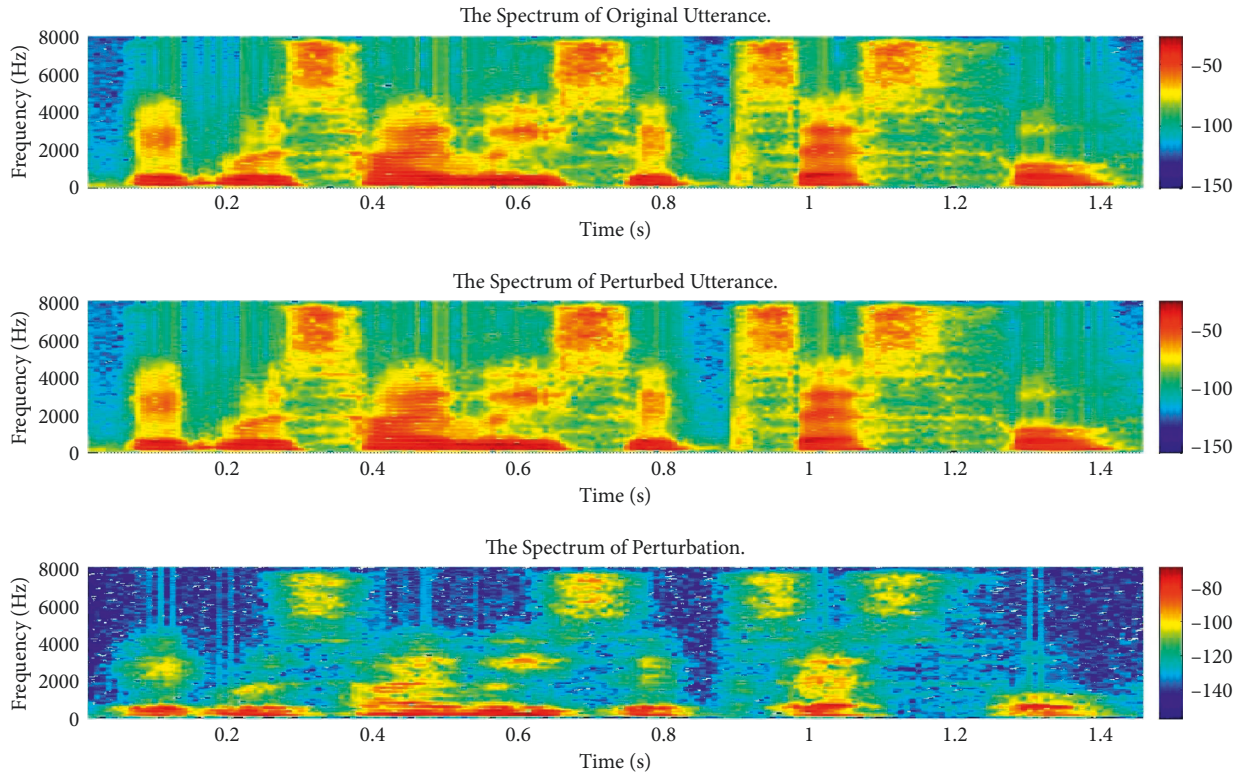 The Spectrum of Original Utterance.
8000
6000
4000
2000
0
Frequency (Hz)
0.2 0.4 0.6 0.8 1 1.2 1.4
Time (s)
−50
−100
−150
The Spectrum of Perturbed Utterance.
8000
6000
4000
2000
0
Frequency (Hz)
0.2 0.4 0.6 0.8 1 1.2 1.4
Time (s)
−50
−100
−150
The Spectrum of Perturbation.
8000
6000
4000
2000
0
Frequency (Hz)
0.2 0.4 0.6 0.8 1 1.2 1.4
Time (s)
−80
−100
−120
−140